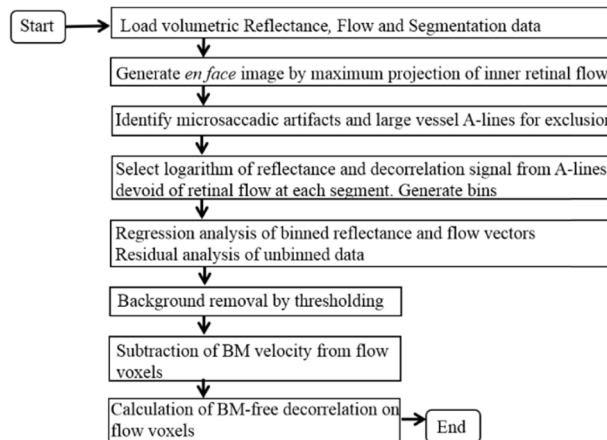 Start
Load volumetric Reflectance, Flow and Segmentation data
Generate en face image by maximum projection of inner retinal flow
Identify microsaccadic artifacts and large vessel A-lines for exclusion
Select logarithm of reflectance and decorrelation signal from A-lines
devoid of retinal flow at each segment. Generate bins
Regression analysis of binned reflectance and flow vectors
Residual analysis of unbinned data
Background removal by thresholding
Subtraction of BM velocity from flow
voxels
Calculation of BM-free decorrelation on
flow voxels
End